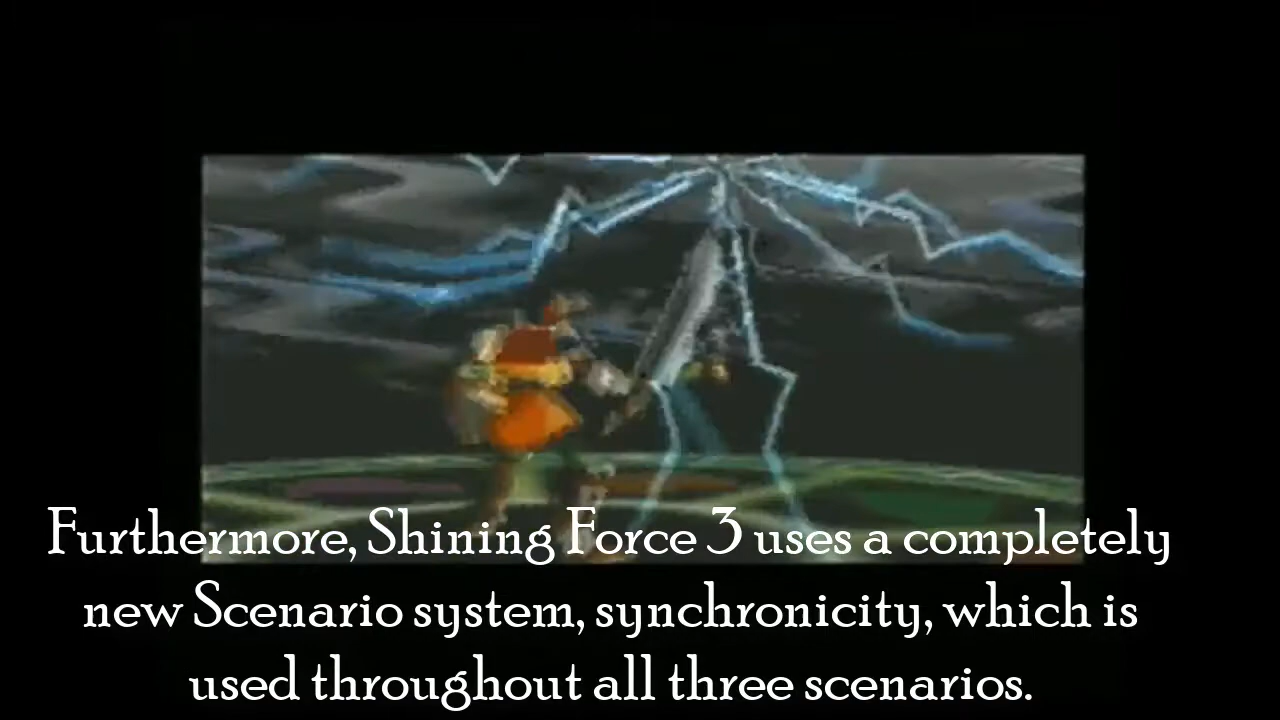 Furthermore, Shining Force 3 uses a completely
new Scenario system, synchronicity, which is
used throughout all three scenarios.